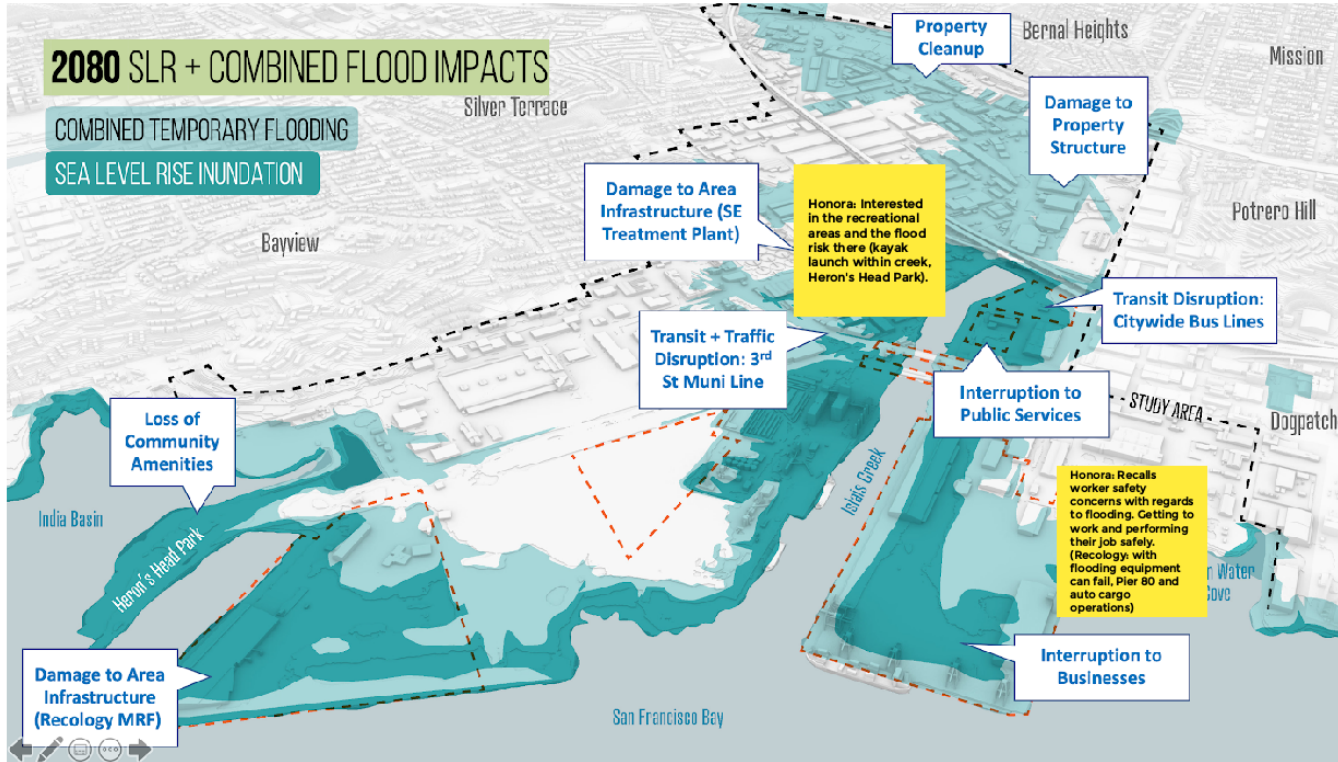 2080 SLR + COMBINED FLOOD IMPACTS
COMBINED TEMPORARY FLOODING
SEA LEVEL RISE INUNDATION
Silver Terrace
Property
Cleanup
Bernal Heights
Mission
Damage to
Property
Structure
Damage to Area
Infrastructure (SE
Treatment Plant)
Honora: Interested
in the recreational
areas and the flood
risk there (kayak
launch within creek,
Heron's Head Park).
Potrero Hill
Bayview
Transit Disruption:
Citywide Bus Lines
Transit + Traffic
Disruption: 3rd
St Muni Line
Interruption to
Public Services
STUDY AREA
Dogpatch
Loss of
Community
Amenities
India Basin
Heron's Head Park
Islais Creek
Honora: Recalls
worker safety
concerns with regards
to flooding. Getting to
work and performing
their job safely.
(Recology: with
flooding equipment
can fail, Pier 80 and
auto cargo
operations)
Water
Cove
Damage to Area
Infrastructure
(Recology MRF)
Interruption to
Businesses
San Francisco Bay